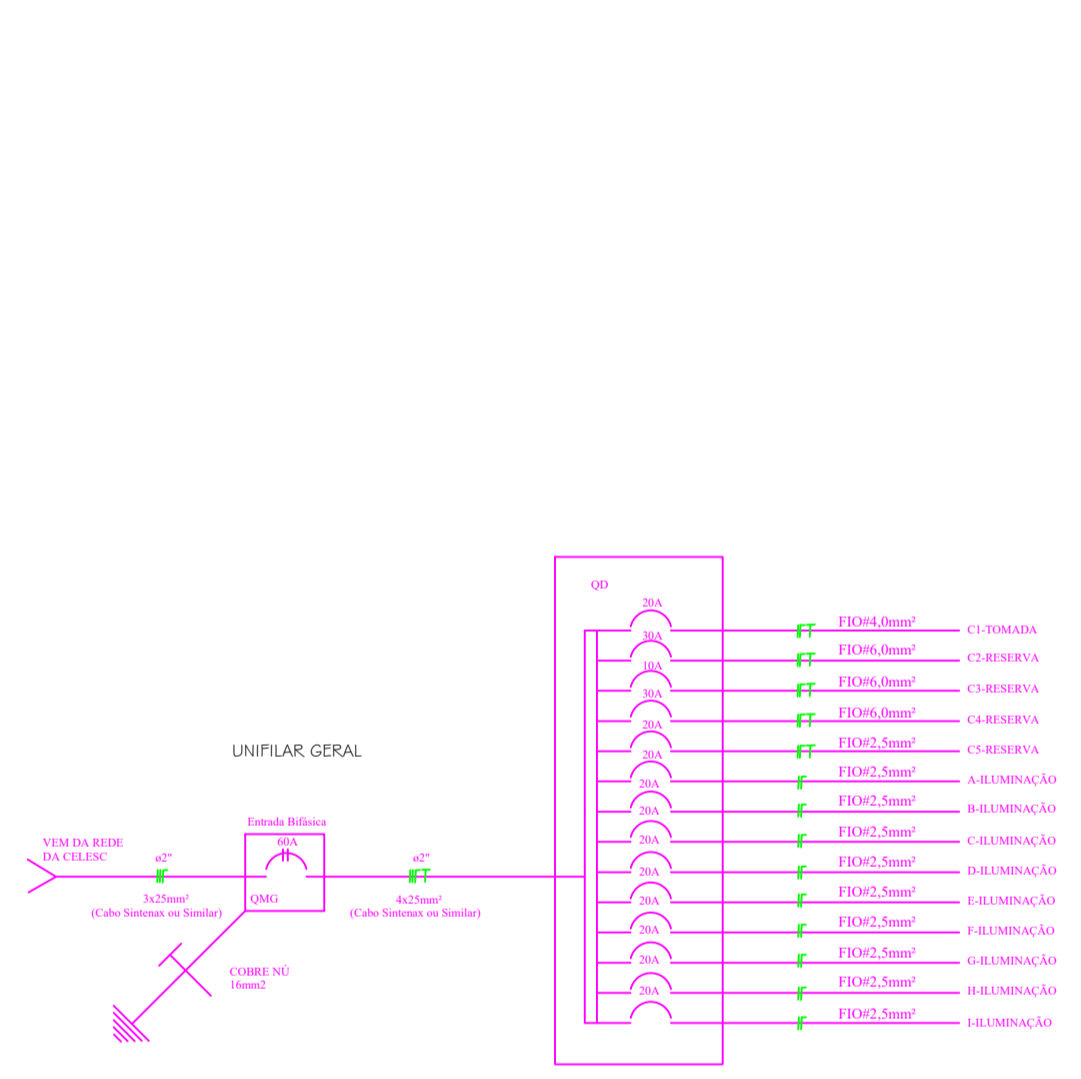 QD
20A
FIO#4,0mm²
C1-TOMADA
30A
FIO#6,0mm²
C2-RESERVA
10A
FIO#6,0mm²
C3-RESERVA
30A
FIO#6,0mm²
C4-RESERVA
20A
FIO#2,5mm²
C5-RESERVA
20A
FIO#2,5mm²
A-ILUMINAÇÃO
20A
FIO#2,5mm²
B-ILUMINAÇÃO
20A
FIO#2,5mm²
C-ILUMINAÇÃO
20A
FIO#2,5mm²
D-ILUMINAÇÃO
20A
FIO#2,5mm²
E-ILUMINAÇÃO
20A
FIO#2,5mm²
F-ILUMINAÇÃO
20A
FIO#2,5mm²
G-ILUMINAÇÃO
20A
FIO#2,5mm²
H-ILUMINAÇÃO
20A
FIO#2,5mm²
I-ILUMINAÇÃO
UNIFILAR GERAL
Entrada Bifásica
60A
QMG
VEM DA REDE
DA CELESC
ø2"
3x25mm²
(Cabo Sintenax ou Similar)
ø2"
4x25mm²
(Cabo Sintenax ou Similar)
COBRE NÚ
16mm2